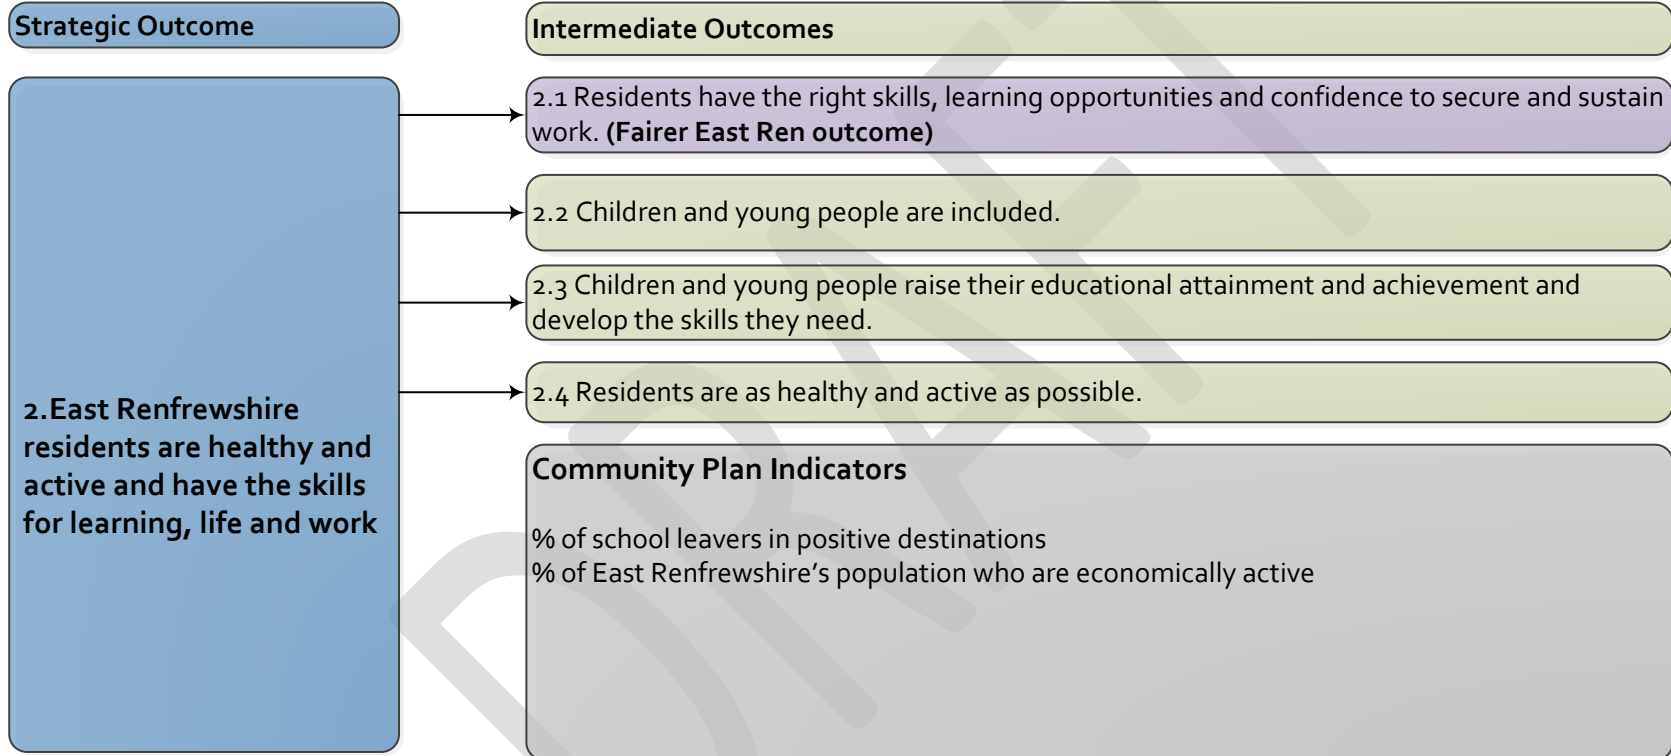 Strategic Outcome
Intermediate Outcomes
2.East Renfrewshire
residents are healthy and
active and have the skills
for learning, life and work
2.1 Residents have the right skills, learning opportunities and confidence to secure and sustain
work. (Fairer East Ren outcome)
2.2 Children and young people are included.
2.3 Children and young people raise their educational attainment and achievement and
develop the skills they need.
2.4 Residents are as healthy and active as possible.
Community Plan Indicators
% of school leavers in positive destinations
% of East Renfrewshire’s population who are economically active
DRAFT